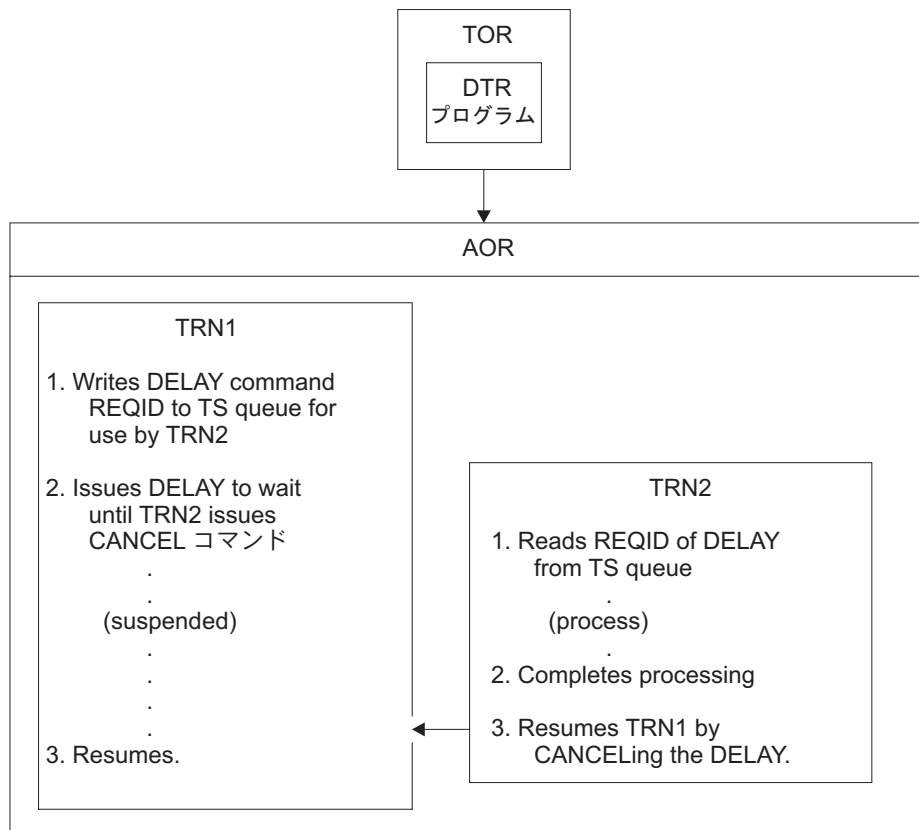 TOR
DTR
プログラム
AOR
TRN1
1. Writes DELAY command
REQID to TS queue for
use by TRN2
2. Issues DELAY to wait
until TRN2 issues
CANCEL コマンド
.
.
(suspended)
.
.
.
.
3. Resumes.
TRN2
1. Reads REQID of DELAY
from TS queue
.
(process)
.
2. Completes processing
3. Resumes TRN1 by
CANCELing the DELAY.